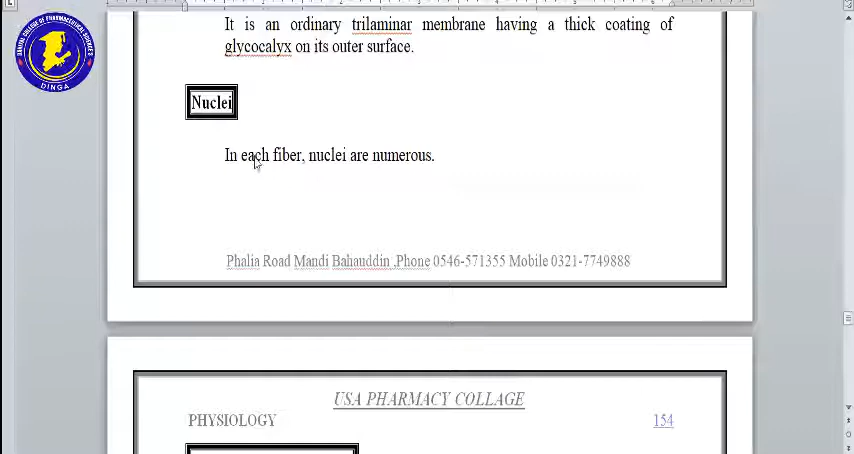 It is an ordinary trilaminar membrane having a thick coating of
glycocalyx on its outer surface.
Nuclei
In each fiber, nuclei are numerous.
Phalia Road Mandi Bahauddin ,Phone 0546-571355 Mobile 0321-7749888
USA PHARMACY COLLAGE
PHYSIOLOGY 154
DINGA